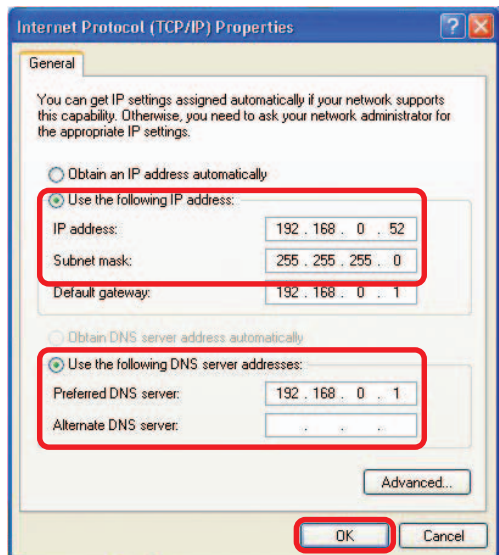 Internet Protocol (TCP/IP) Properties
General
You can get IP settings assigned automatically if your network supports
this capability. Otherwise, you need to ask your network administrator for
the appropriate IP settings.
Obtain an IP address automatically
Use the following IP address:
IP address: 192 . 168 . 0 . 52
Subnet mask: 255 . 255 . 255 . 0
Default gateway: 192 . 168 . 0 . 1
Obtain DNS server address automatically
Use the following DNS server addresses:
Preferred DNS server: 192 . 168 . 0 . 1
Alternate DNS server: . . .
Advanced...
OK Cancel